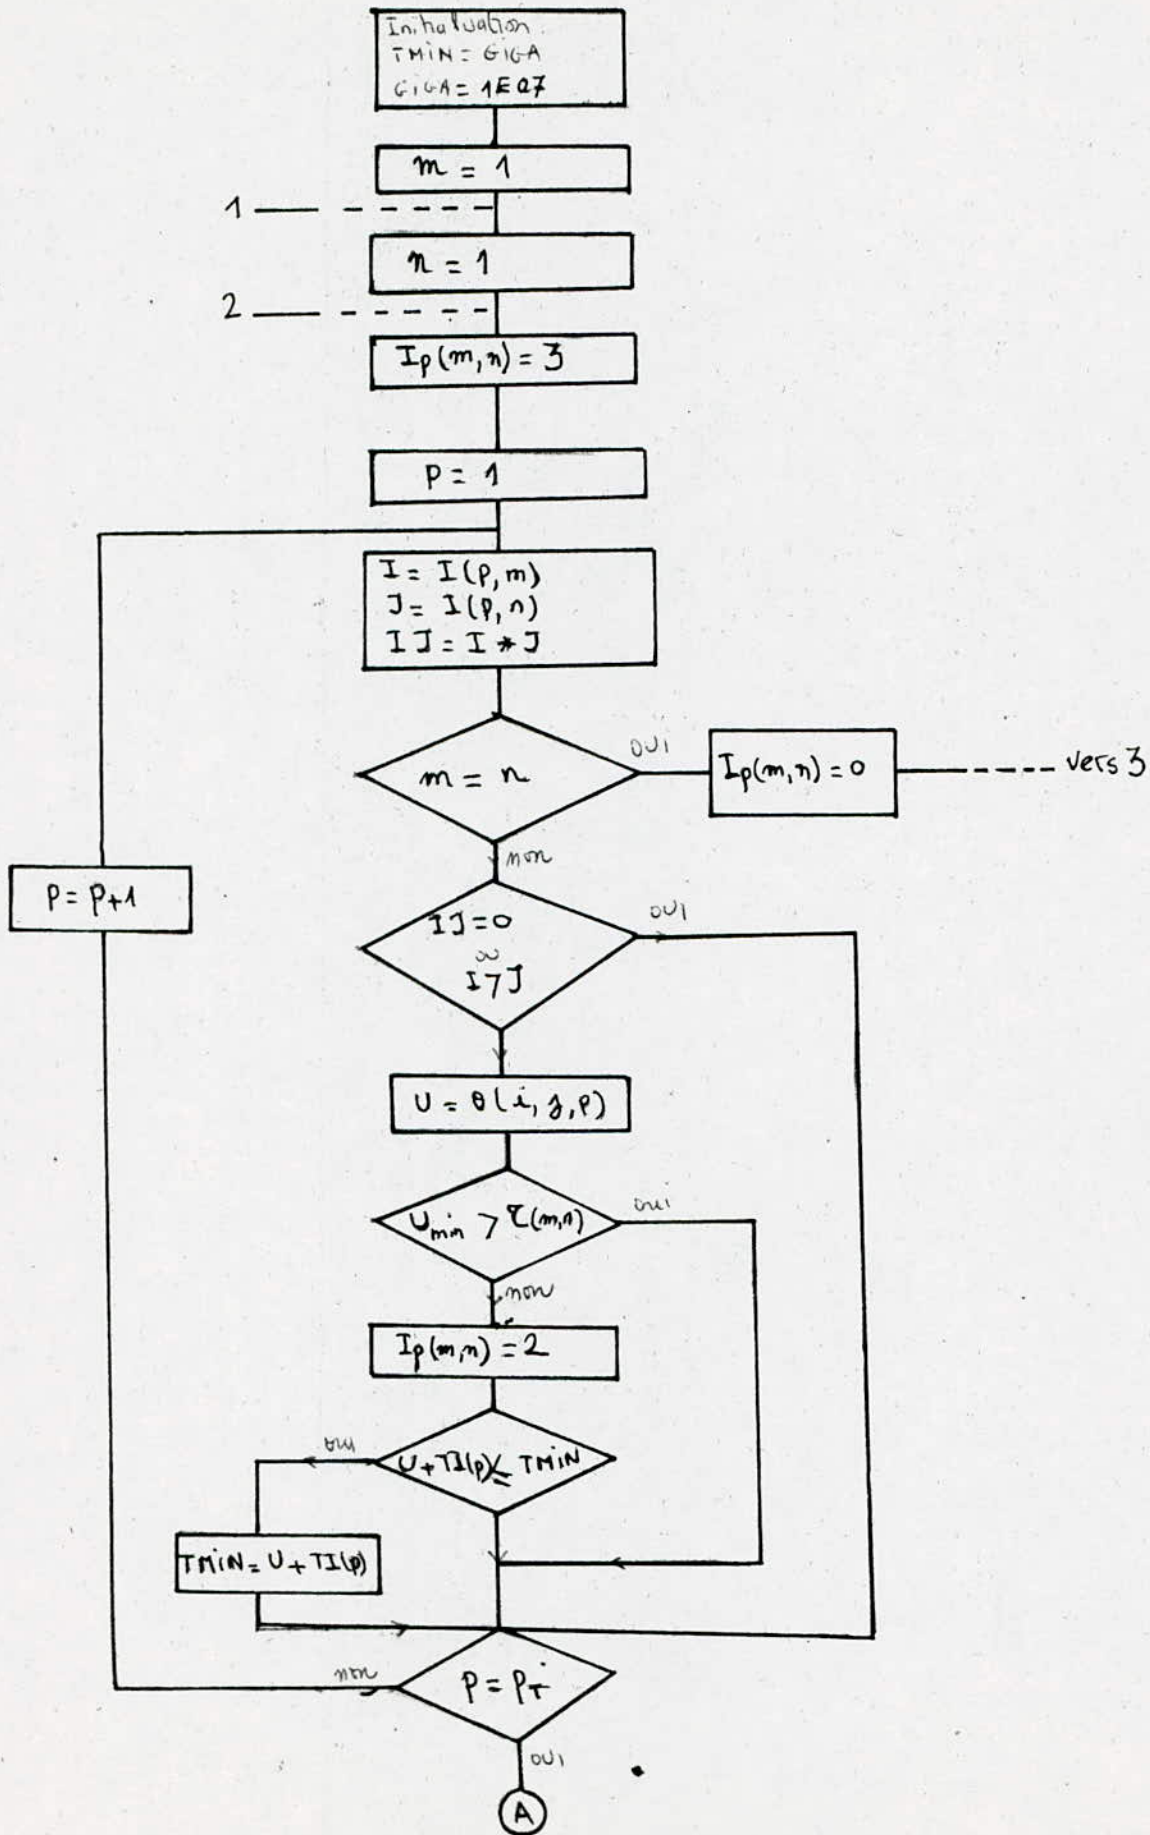 Initialisation
TMIN = GIGA
GIGA = 1E07
m = 1
1
n = 1
2
Ip(m,n) = 3
P = 1
I = I(P,m)
J = I(P,n)
IJ = I * J
m = n
oui
Ip(m,n) = 0
vers 3
non
P = P+1
IJ = 0
ou
I > J
oui
U = θ(i, j, p)
Umin > τ(m,n)
oui
non
Ip(m,n) = 2
U + TI(p) ≤ TMIN
oui
TMIN = U + TI(p)
P = PT
non
oui
A